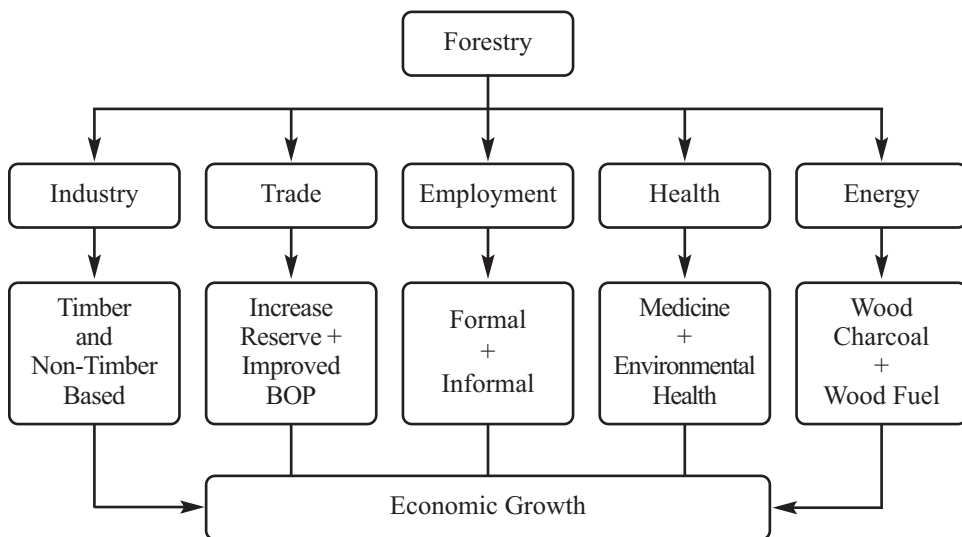 Forestry
Industry
Trade
Employment
Health
Energy
Timber
and
Non-Timber
Based
Increase
Reserve +
Improved
BOP
Formal
+
Informal
Medicine
+
Environmental
Health
Wood
Charcoal
+
Wood Fuel
Economic Growth